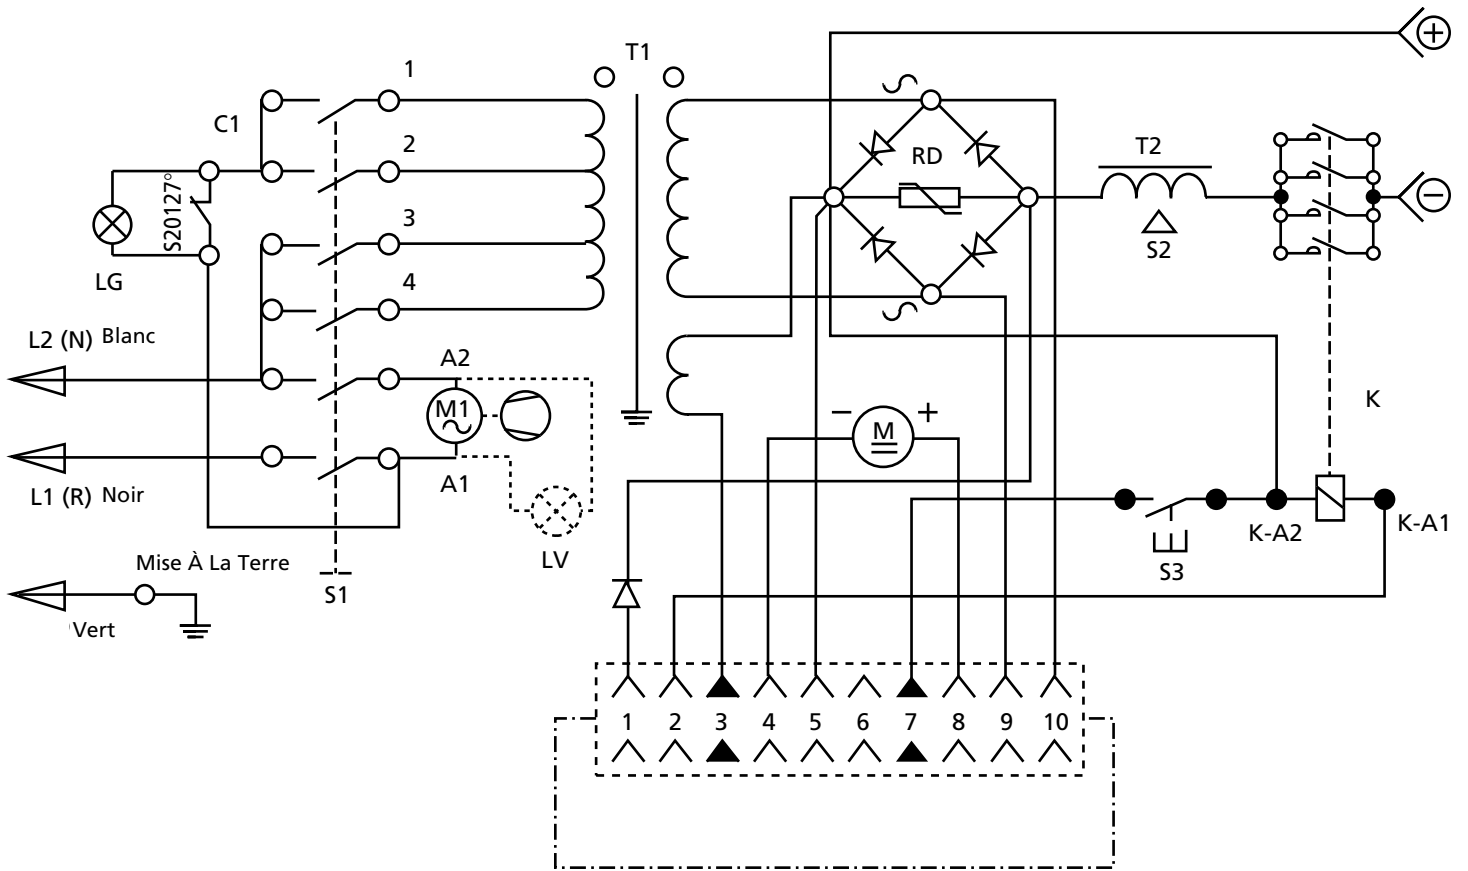 T1
1
C1
2
RD
T2
S20127°
3
S2
LG
4
L2 (N) Blanc
A2
M1
K
M
− +
L1 (R) Noir
A1
K-A2
K-A1
LV
S3
Mise À La Terre
S1
Vert
1 2 3 4 5 6 7 8 9 10
+
−